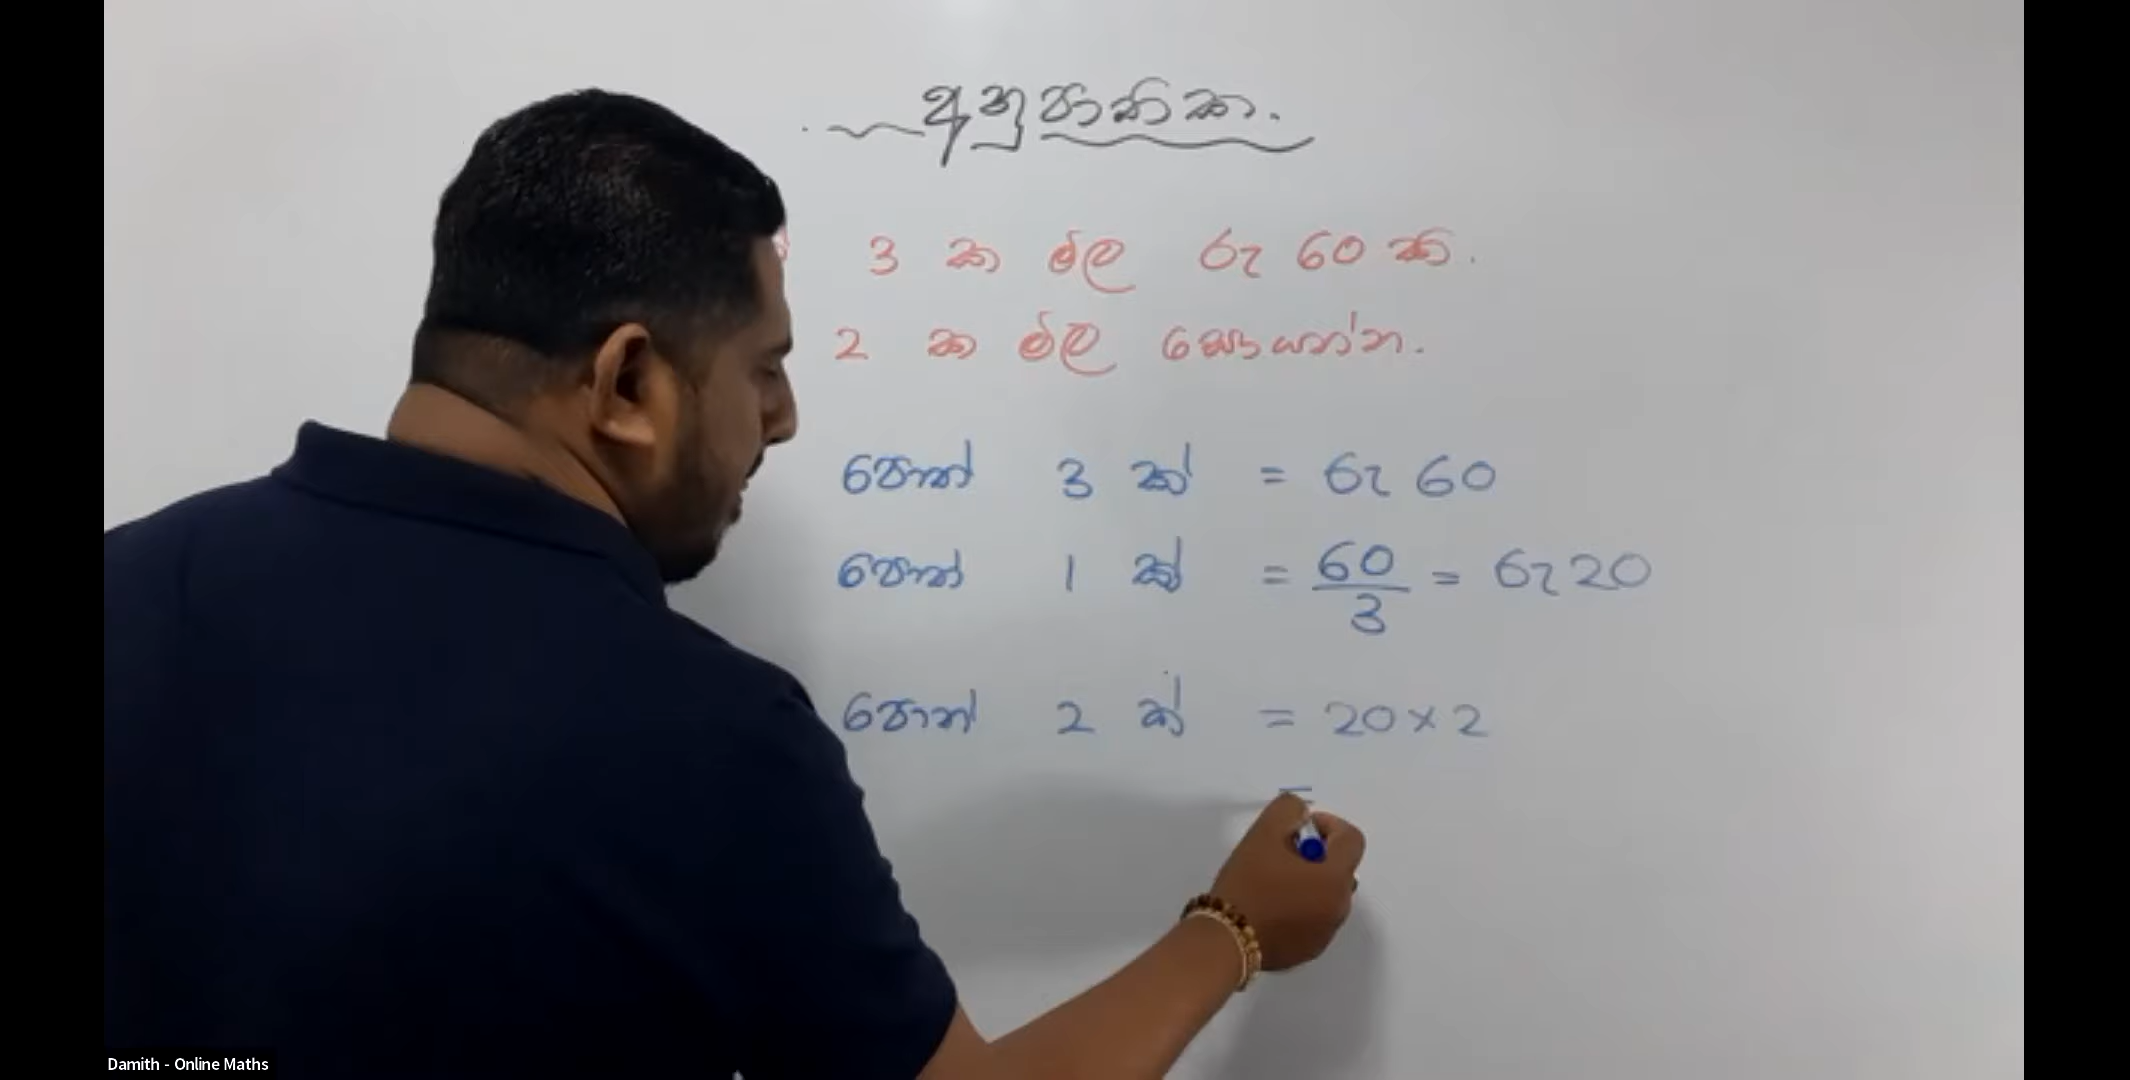 අනුපාතික.
3 ක මිල රු 60 කි.
2 ක මිල සොයන්න.
පොත් 3 ක් = රු 60
පොත් 1 ක් = 60/3 = රු 20
පොත් 2 ක් = 20 × 2
=
Damith - Online Maths